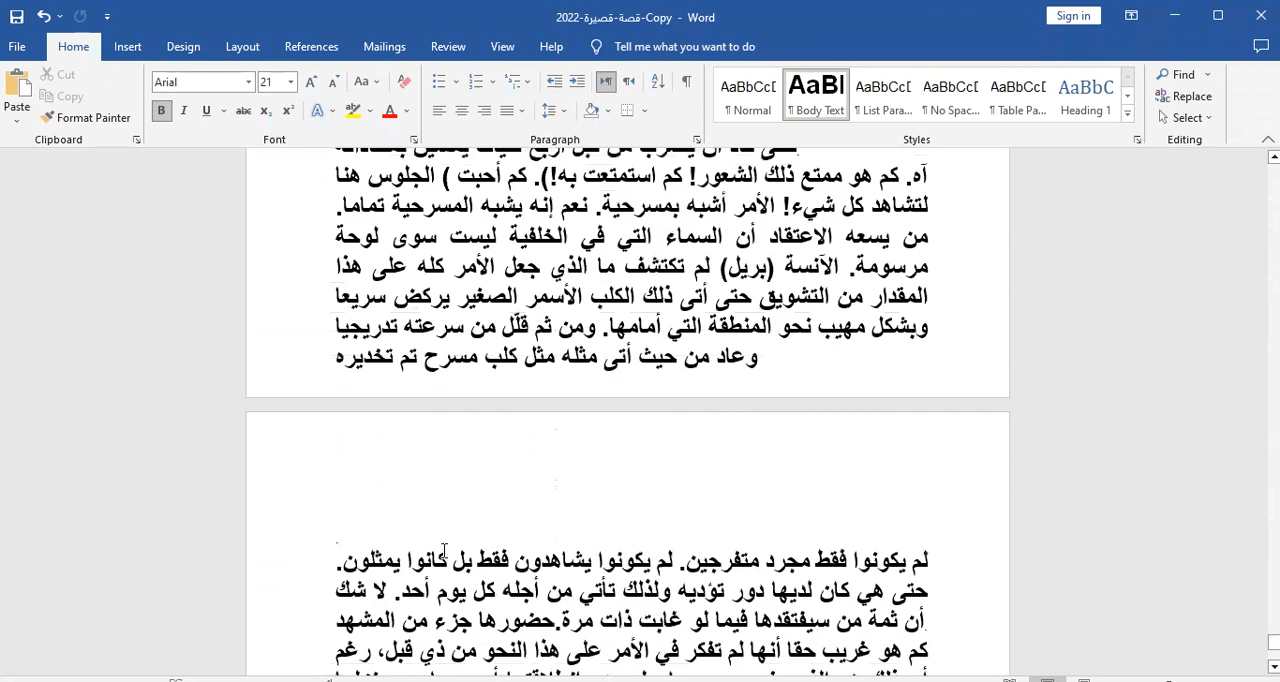 قصة-قصيرة-2022-Copy - Word
Sign in
File Home Insert Design Layout References Mailings Review View Help Tell me what you want to do
Paste
Cut
Copy
Format Painter
Clipboard
Arial 21
Font
Paragraph
AaBbCcD ¶ Normal
AaBl ¶ Body Text
AaBbCcD ¶ List Para...
AaBbCcD ¶ No Spac...
AaBbCcD ¶ Table Pa...
AaBbC Heading 1
Styles
Find
Replace
Select
Editing
آه. كم هو ممتع ذلك الشعور! كم استمتعت به!). كم أحبت ) الجلوس هنا
لتشاهد كل شيء! الأمر أشبه بمسرحية. نعم إنه يشبه المسرحية تماما.
من يسعه الاعتقاد أن السماء التي في الخلفية ليست سوى لوحة
مرسومة. الآنسة (بريل) لم تكتشف ما الذي جعل الأمر كله على هذا
المقدار من التشويق حتى أتى ذلك الكلب الأسمر الصغير يركض سريعا
وبشكل مهيب نحو المنطقة التي أمامها. ومن ثم قلّل من سرعته تدريجيا
وعاد من حيث أتى مثله مثل كلب مسرح تم تخديره
لم يكونوا فقط مجرد متفرجين. لم يكونوا يشاهدون فقط بل كانوا يمثلون.
حتى هي كان لديها دور تؤديه ولذلك تأتي من أجله كل يوم أحد. لا شك
أن ثمة من سيفتقدها فيما لو غابت ذات مرة.حضورها جزء من المشهد
كم هو غريب حقا أنها لم تفكر في الأمر على هذا النحو من ذي قبل، رغم